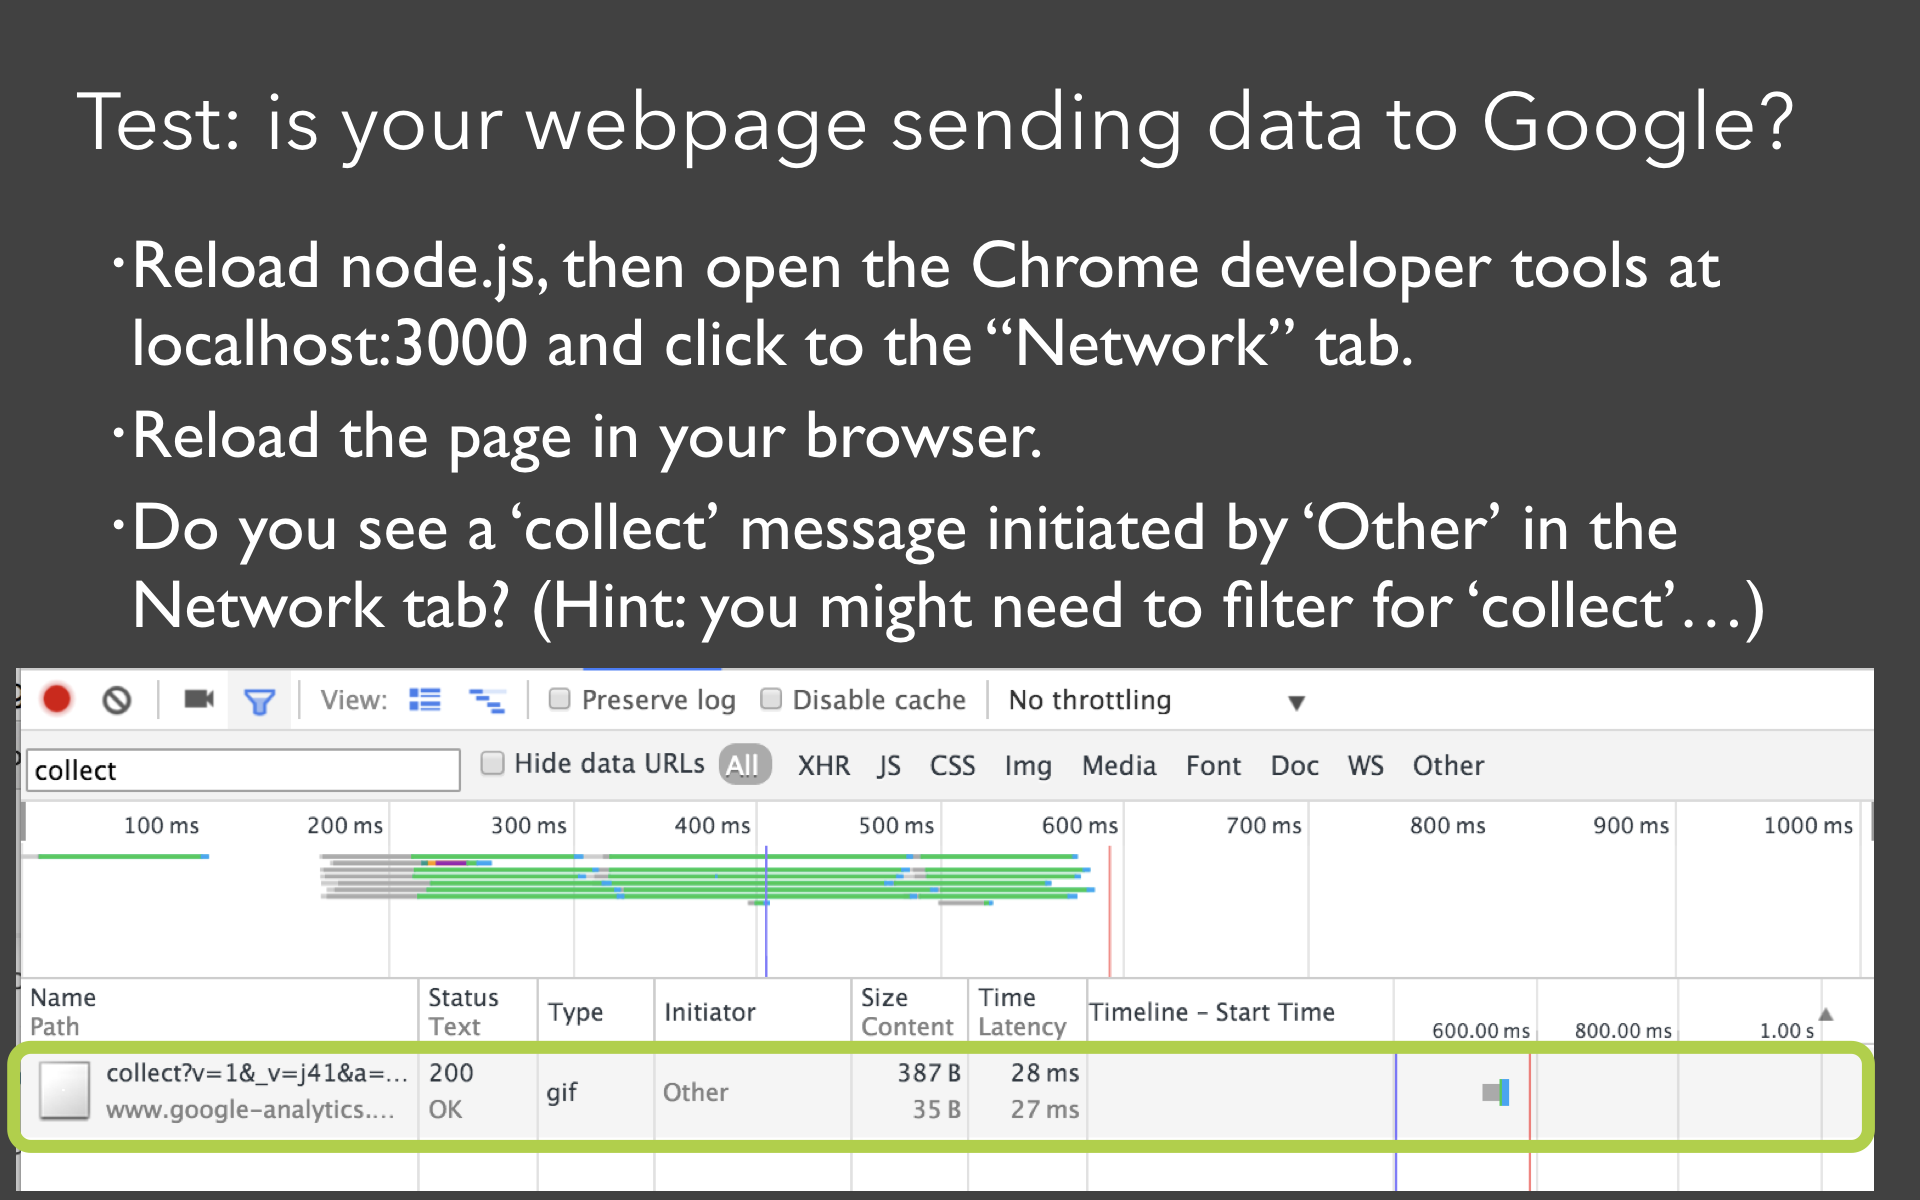 Test: is your webpage sending data to Google?
·Reload node.js, then open the Chrome developer tools at
localhost:3000 and click to the “Network” tab.
·Reload the page in your browser.
·Do you see a ‘collect’ message initiated by ‘Other’ in the
Network tab? (Hint: you might need to filter for ‘collect’…)
View: Preserve log Disable cache No throttling
collect Hide data URLs All XHR JS CSS Img Media Font Doc WS Other
100 ms 200 ms 300 ms 400 ms 500 ms 600 ms 700 ms 800 ms 900 ms 1000 ms
Name Status Type Initiator Size Time Timeline – Start Time
Path Text Content Latency 600.00 ms 800.00 ms 1.00 s
collect?v=1&_v=j41&a=... 200 gif Other 387 B 28 ms
www.google-analytics.... OK 35 B 27 ms